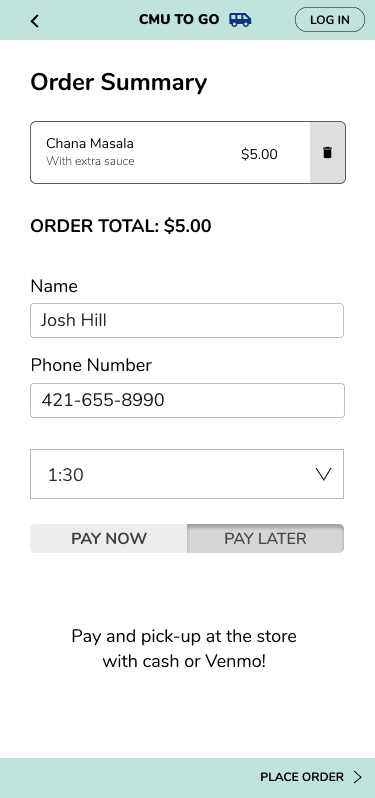 CMU TO GO
LOG IN
Order Summary
Chana Masala
With extra sauce
$5.00
ORDER TOTAL: $5.00
Name
Josh Hill
Phone Number
421-655-8990
1:30
PAY NOW
PAY LATER
Pay and pick-up at the store
with cash or Venmo!
PLACE ORDER